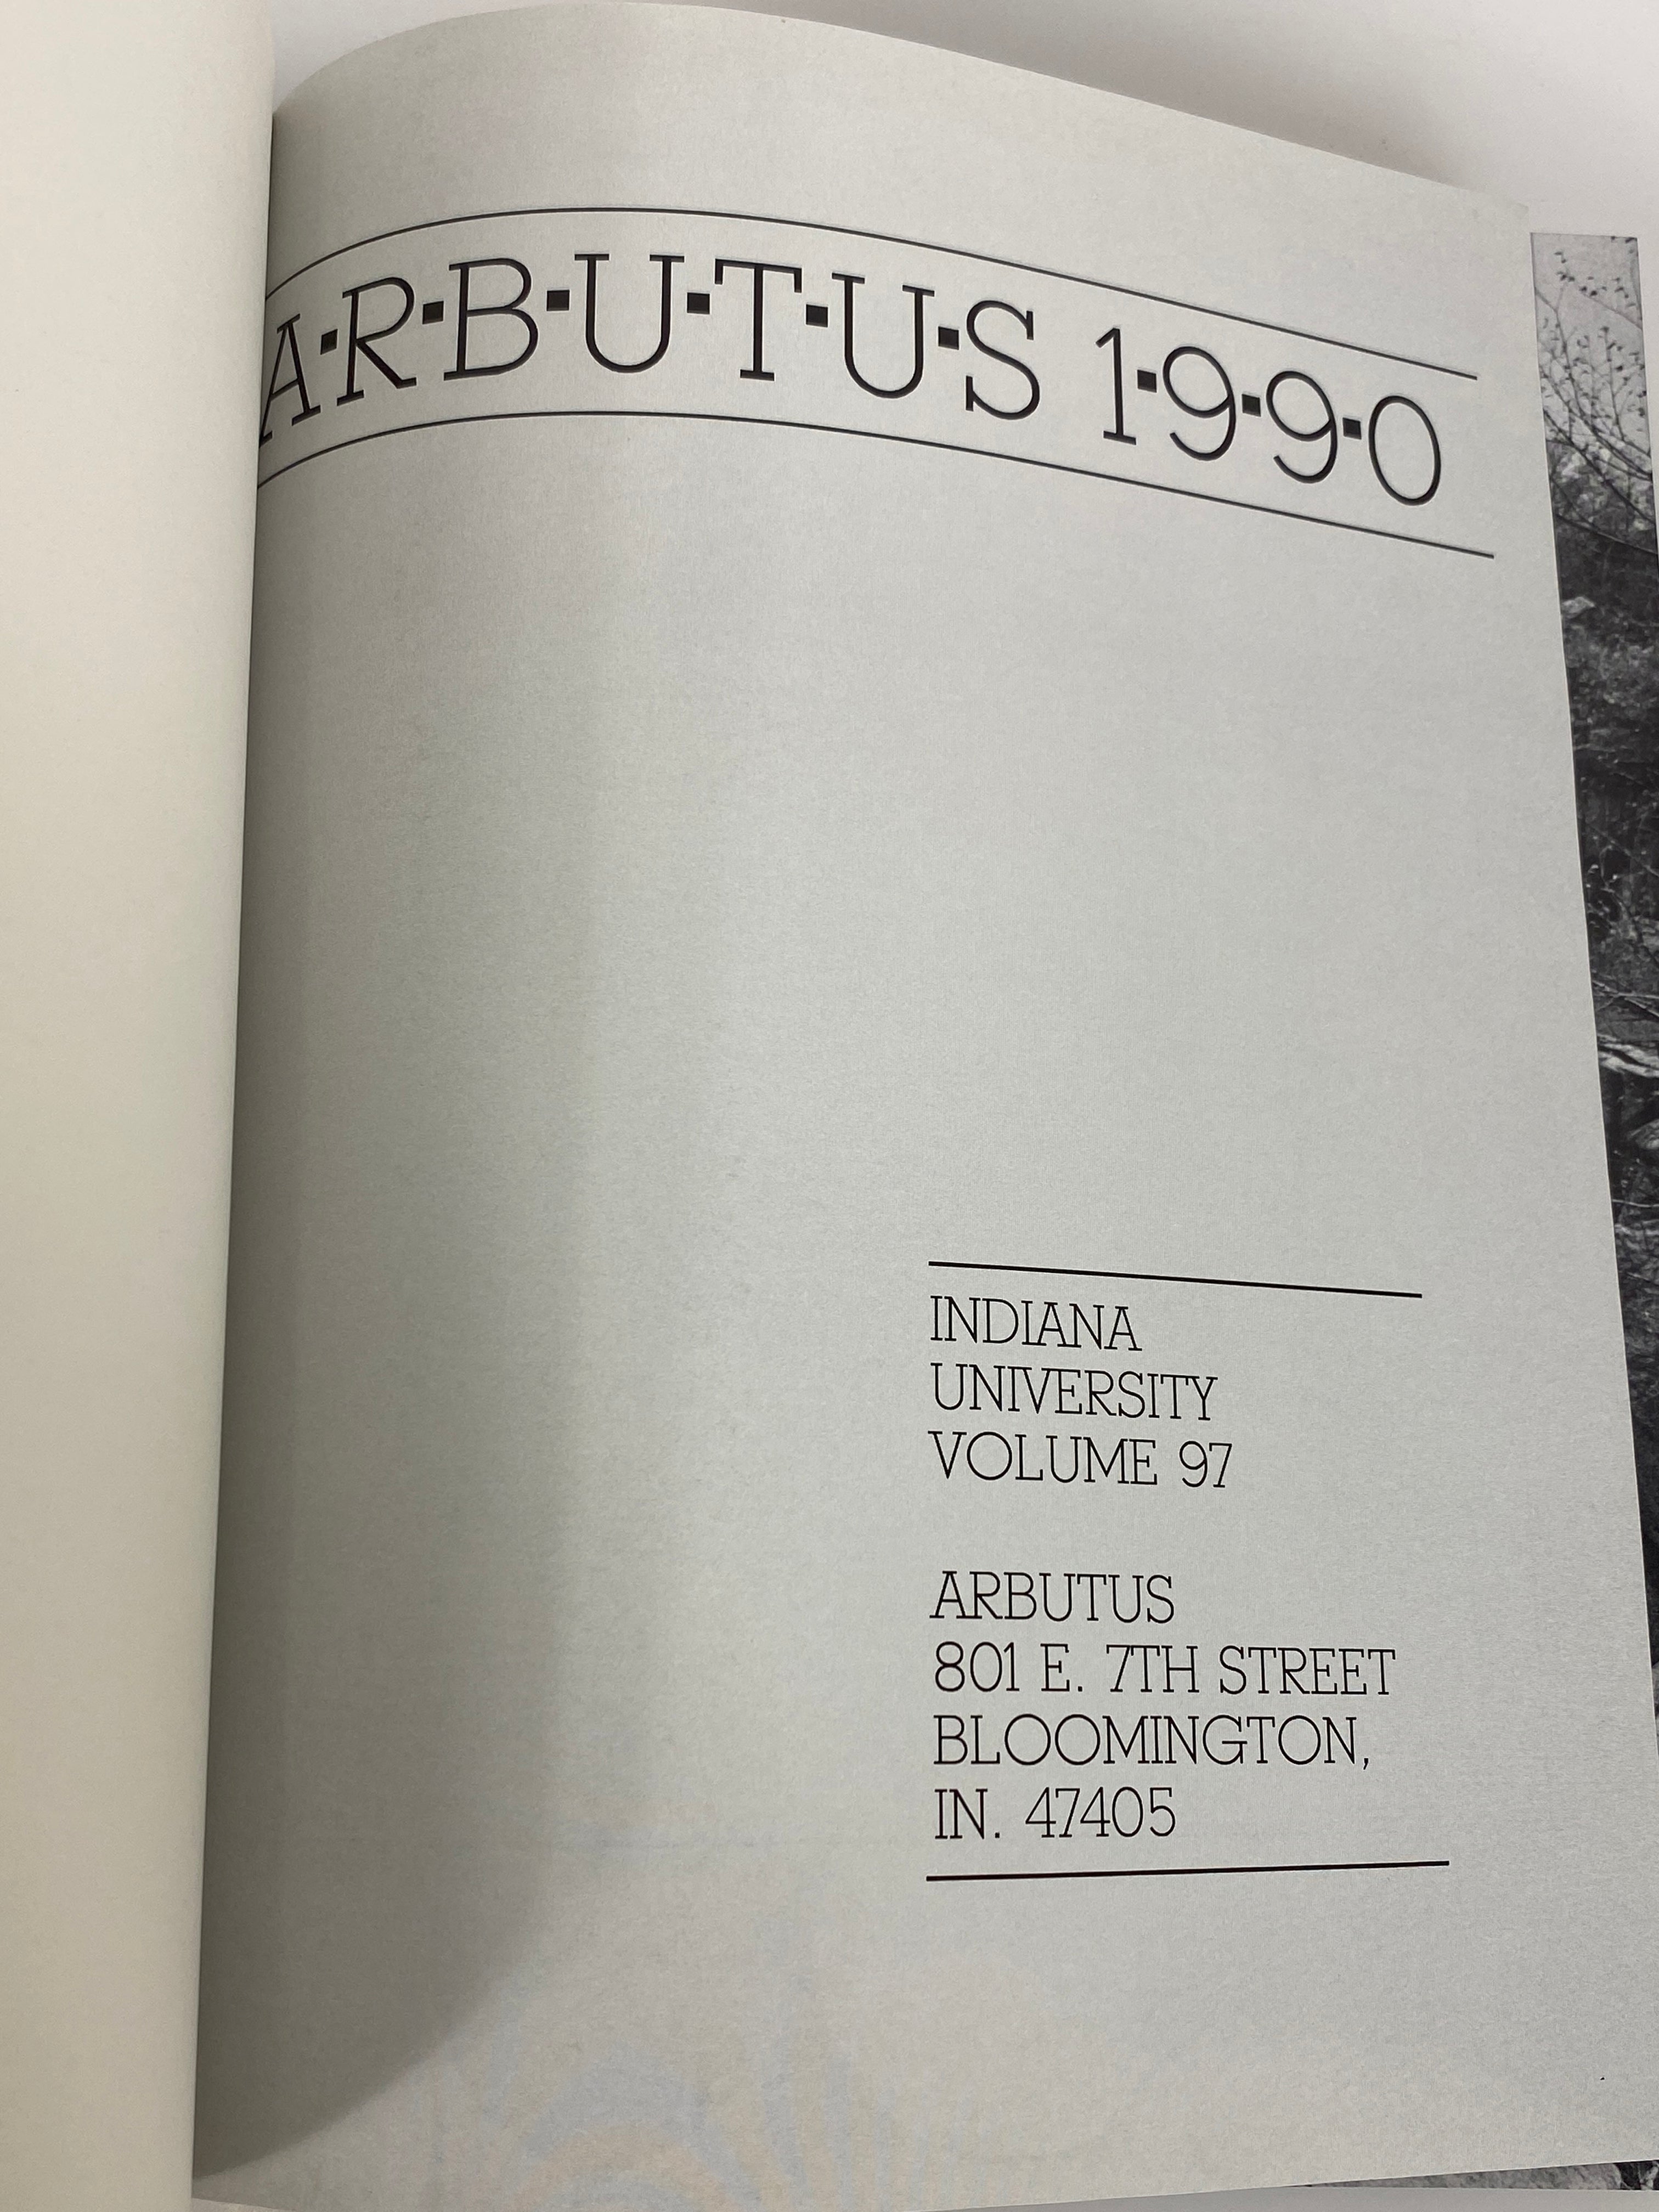 A▪R▪B▪U▪T▪U▪S 1▪9▪9▪0
INDIANA
UNIVERSITY
VOLUME 97
ARBUTUS
801 E. 7TH STREET
BLOOMINGTON,
IN. 47405